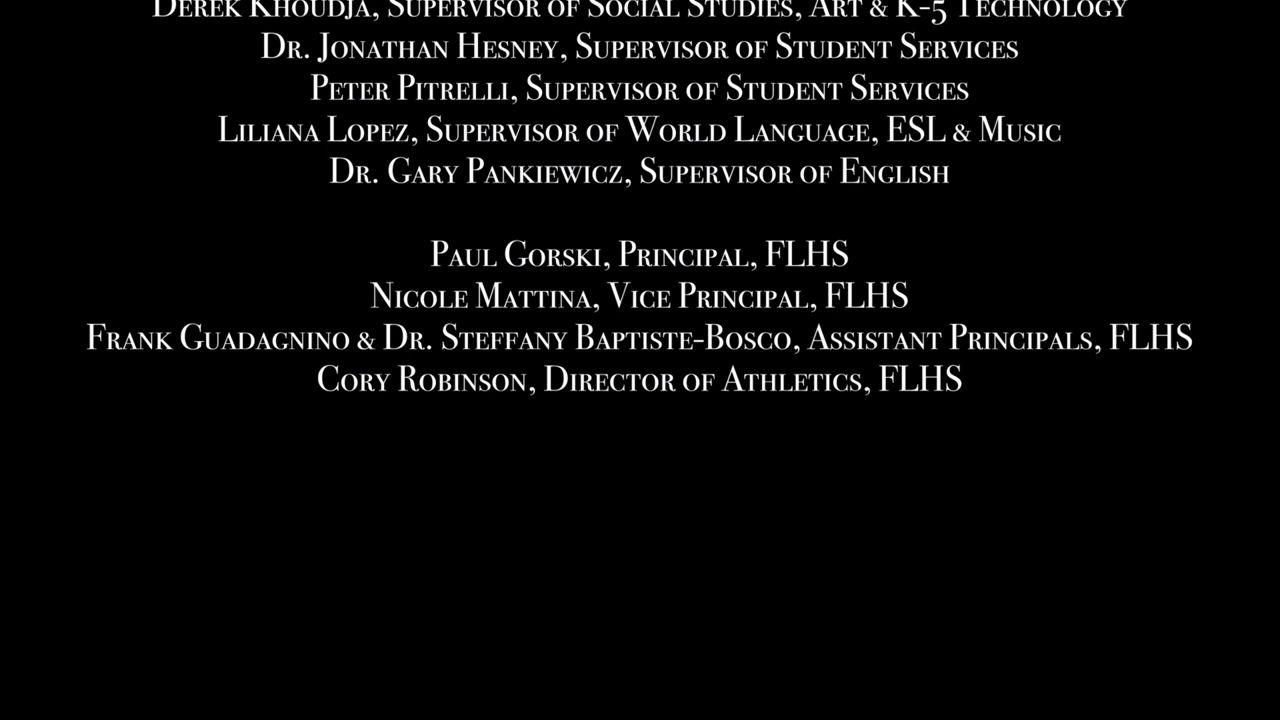 Derek Khoudja, Supervisor of Social Studies, Art & K-5 Technology
Dr. Jonathan Hesney, Supervisor of Student Services
Peter Pitrelli, Supervisor of Student Services
Liliana Lopez, Supervisor of World Language, ESL & Music
Dr. Gary Pankiewicz, Supervisor of English
Paul Gorski, Principal, FLHS
Nicole Mattina, Vice Principal, FLHS
Frank Guadagnino & Dr. Steffany Baptiste-Bosco, Assistant Principals, FLHS
Cory Robinson, Director of Athletics, FLHS